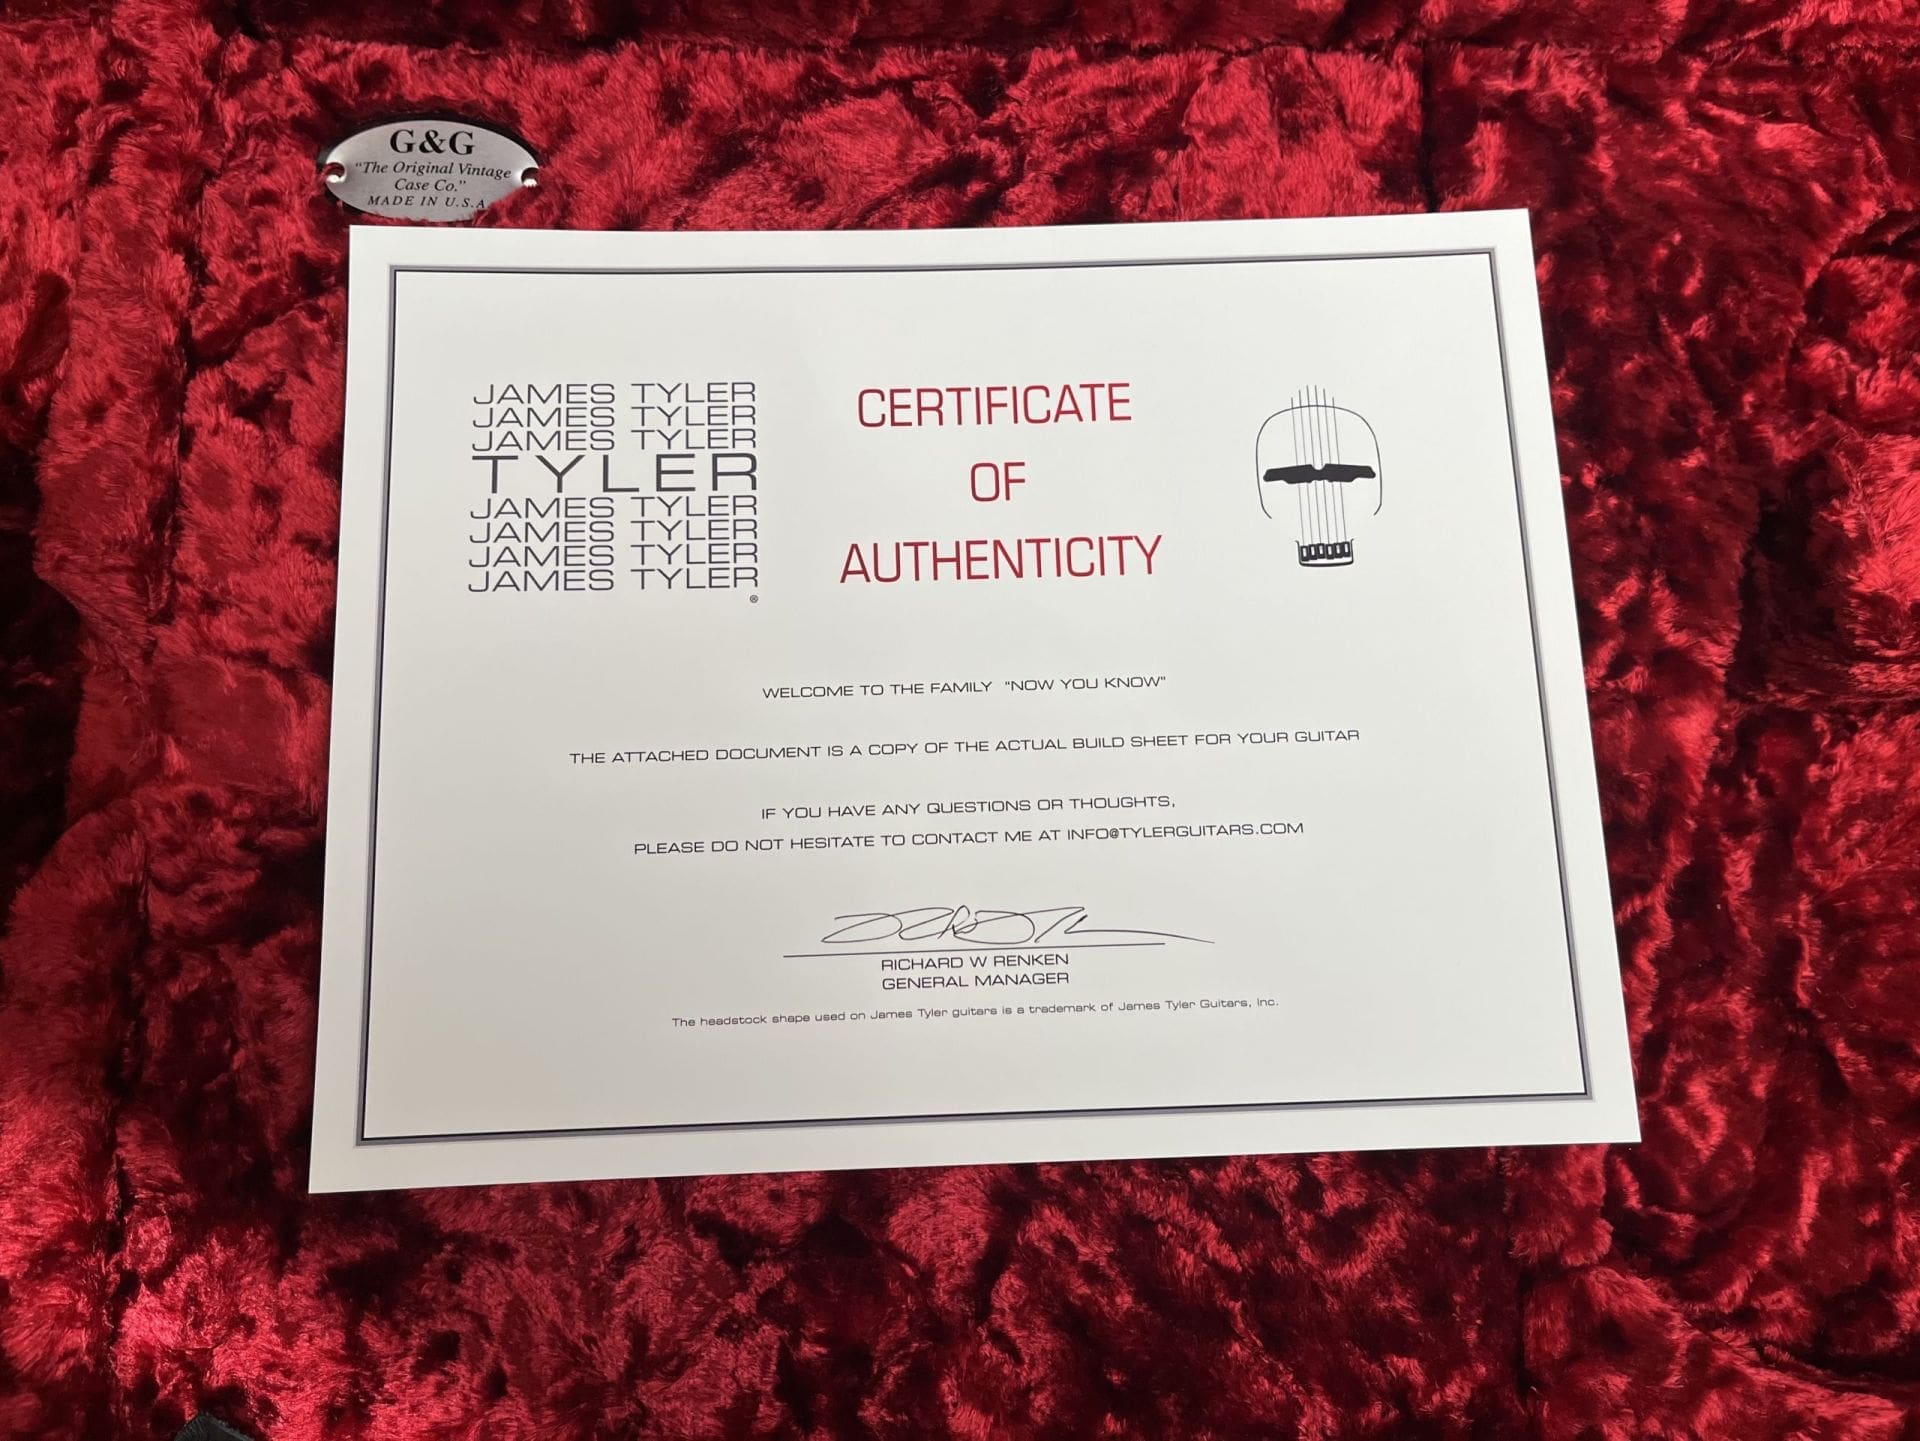 G&G
"The Original Vintage
Case Co."
MADE IN U.S.A
JAMES TYLER
JAMES TYLER
JAMES TYLER
TYLER
JAMES TYLER
JAMES TYLER
JAMES TYLER
JAMES TYLER
®
CERTIFICATE
OF
AUTHENTICITY
WELCOME TO THE FAMILY "NOW YOU KNOW"
THE ATTACHED DOCUMENT IS A COPY OF THE ACTUAL BUILD SHEET FOR YOUR GUITAR
IF YOU HAVE ANY QUESTIONS OR THOUGHTS,
PLEASE DO NOT HESITATE TO CONTACT ME AT INFO@TYLERGUITARS.COM
RICHARD W RENKEN
GENERAL MANAGER
The headstock shape used on James Tyler guitars is a trademark of James Tyler Guitars, Inc.